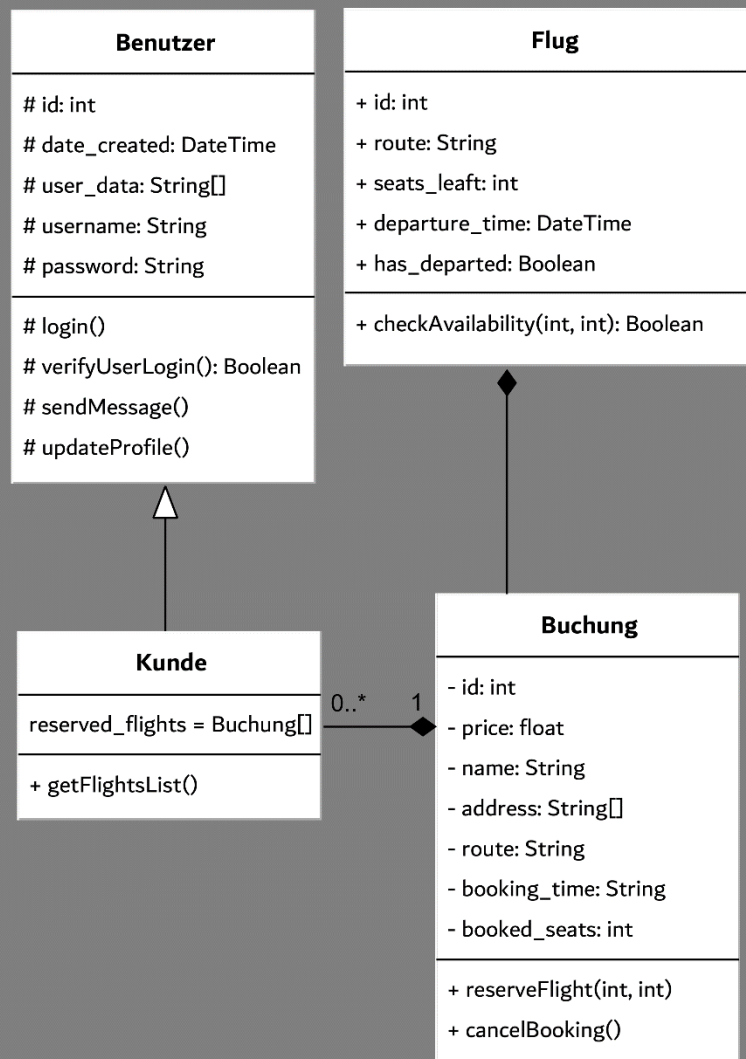 Benutzer
# id: int
# date_created: DateTime
# user_data: String[]
# username: String
# password: String
# login()
# verifyUserLogin(): Boolean
# sendMessage()
# updateProfile()
Flug
+ id: int
+ route: String
+ seats_leaft: int
+ departure_time: DateTime
+ has_departed: Boolean
+ checkAvailability(int, int): Boolean
Kunde
reserved_flights = Buchung[]
+ getFlightsList()
0..* 1
Buchung
- id: int
- price: float
- name: String
- address: String[]
- route: String
- booking_time: String
- booked_seats: int
+ reserveFlight(int, int)
+ cancelBooking()